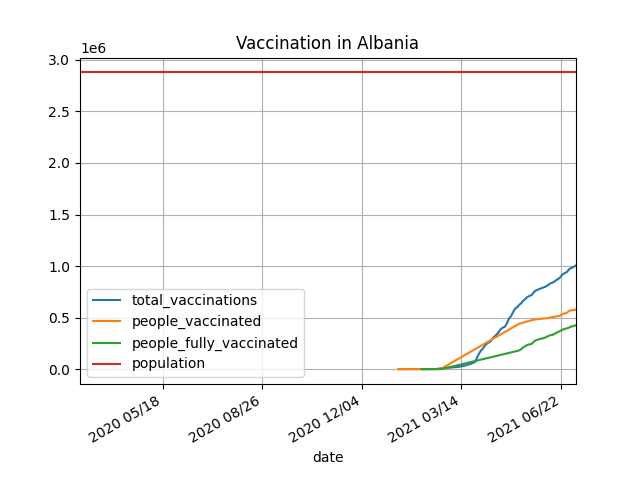 Vaccination in Albania
1e6
3.0
2.5
2.0
1.5
1.0
0.5
0.0
total_vaccinations
people_vaccinated
people_fully_vaccinated
population
2020 05/18
2020 08/26
2020 12/04
2021 03/14
2021 06/22
date